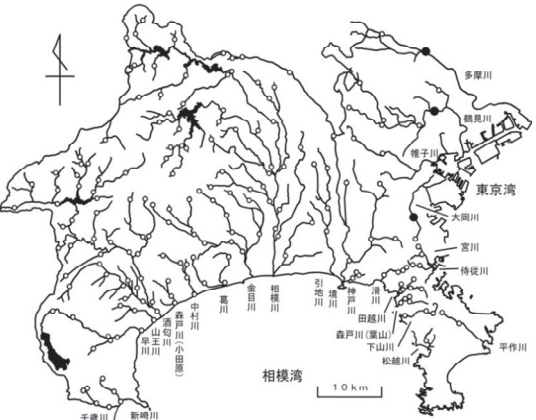 多摩川
鶴見川
帷子川
東京湾
大岡川
宮川
侍従川
平作川
松越川
下山川
森戸川(葉山)
田越川
滑川
神戸川
境川
引地川
相模川
金目川
葛川
中村川
森戸川(小田原)
酒匂川
山王川
早川
新崎川
千歳川
相模湾
10km